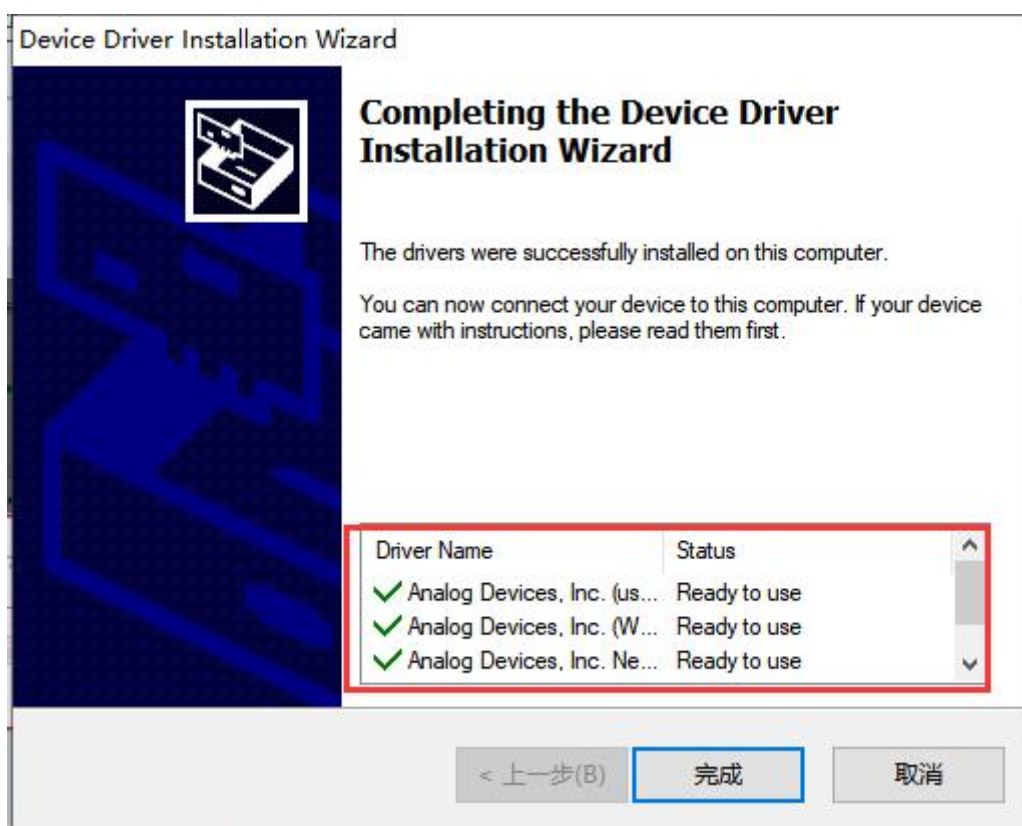 Device Driver Installation Wizard
Completing the Device Driver
Installation Wizard
The drivers were successfully installed on this computer.
You can now connect your device to this computer. If your device
came with instructions, please read them first.
Driver Name Status
Analog Devices, Inc. (us... Ready to use
Analog Devices, Inc. (W... Ready to use
Analog Devices, Inc. Ne... Ready to use
< 上一步(B) 完成 取消